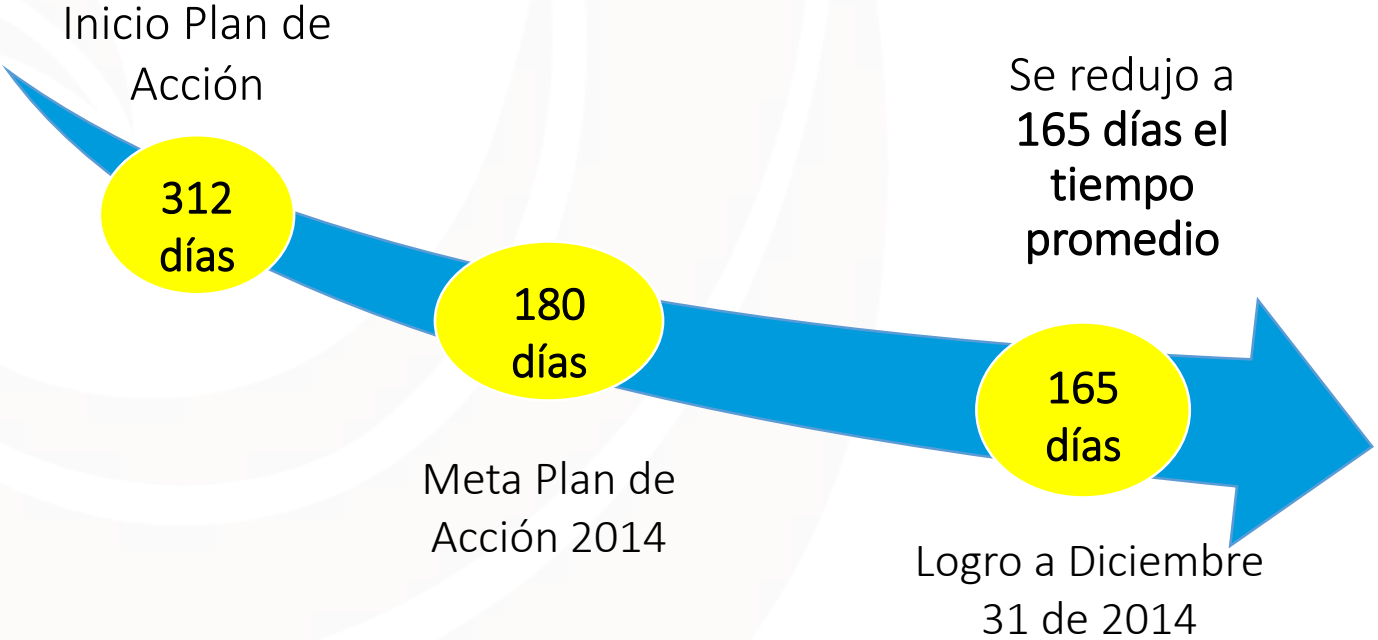 Inicio Plan de
Acción
312
días
180
días
Meta Plan de
Acción 2014
Se redujo a
165 días el
tiempo
promedio
165
días
Logro a Diciembre
31 de 2014